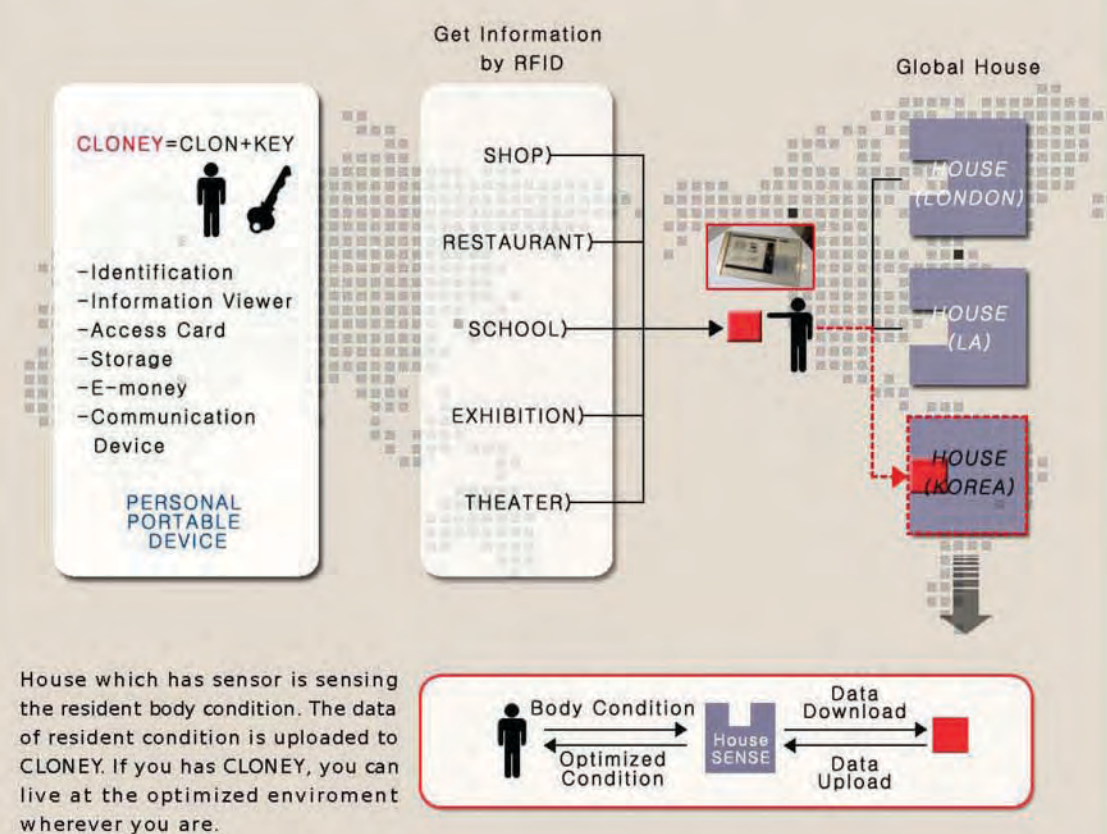 Get Information
by RFID
Global House
CLONEY=CLON+KEY
-Identification
-Information Viewer
-Access Card
-Storage
-E-money
-Communication
Device
PERSONAL
PORTABLE
DEVICE
SHOP)
RESTAURANT)
SCHOOL)
EXHIBITION)
THEATER)
HOUSE
(LONDON)
HOUSE
(LA)
HOUSE
(KOREA)
House which has sensor is sensing
the resident body condition. The data
of resident condition is uploaded to
CLONEY. If you has CLONEY, you can
live at the optimized enviroment
wherever you are.
Body Condition
Optimized
Condition
House
SENSE
Data
Download
Data
Upload